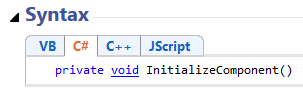 Syntax
VB C# C++ JScript
private void InitializeComponent()